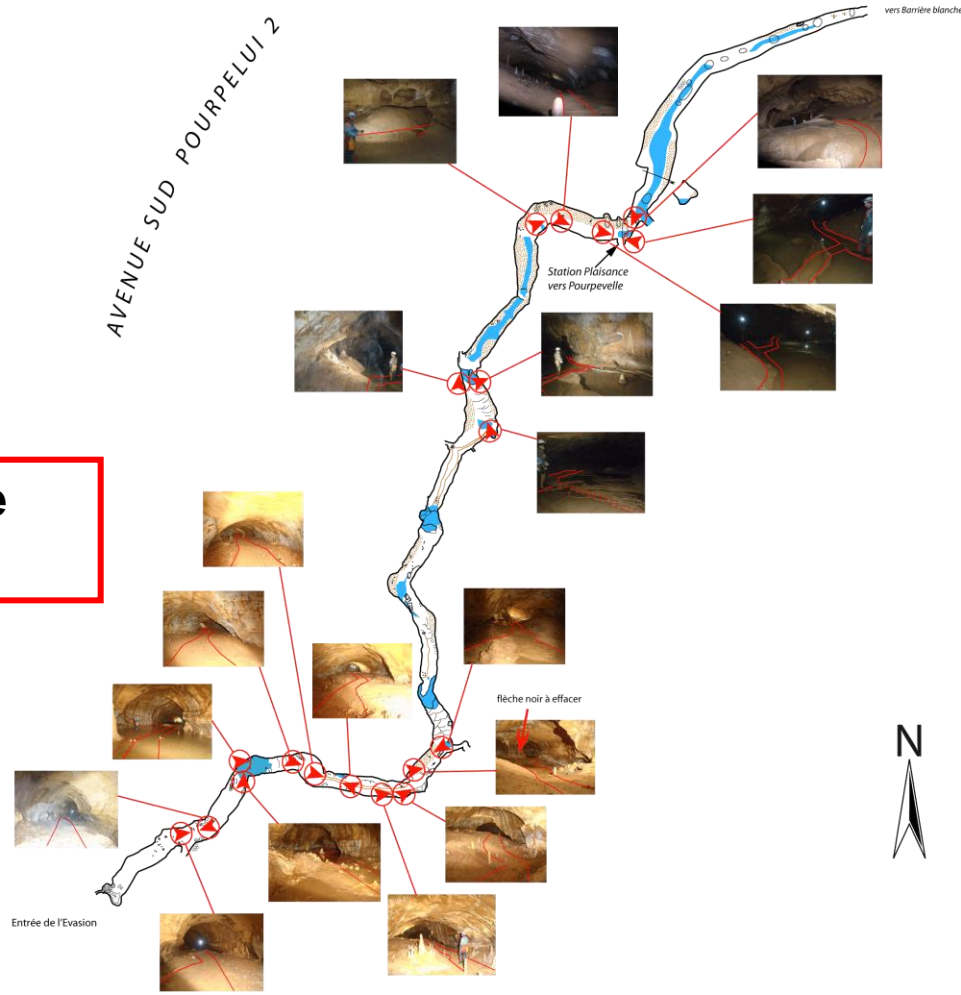 vers Barrière blanche
AVENUE SUD POURPELUI 2
Station Plaisance
vers Pourpevelle
e
flèche noir à effacer
N
Entrée de l'Evasion